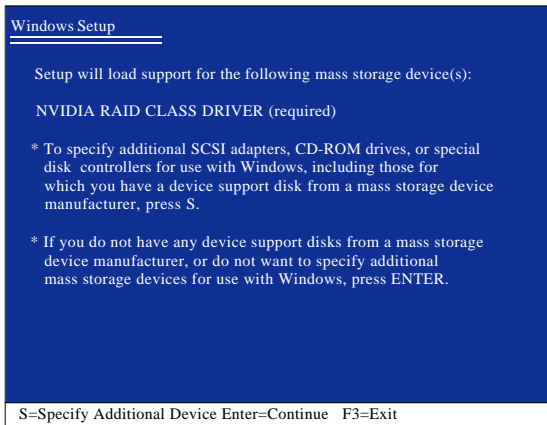 Windows Setup
Setup will load support for the following mass storage device(s):
NVIDIA RAID CLASS DRIVER (required)
* To specify additional SCSI adapters, CD-ROM drives, or special
disk controllers for use with Windows, including those for
which you have a device support disk from a mass storage device
manufacturer, press S.
* If you do not have any device support disks from a mass storage
device manufacturer, or do not want to specify additional
mass storage devices for use with Windows, press ENTER.
S=Specify Additional Device Enter=Continue F3=Exit